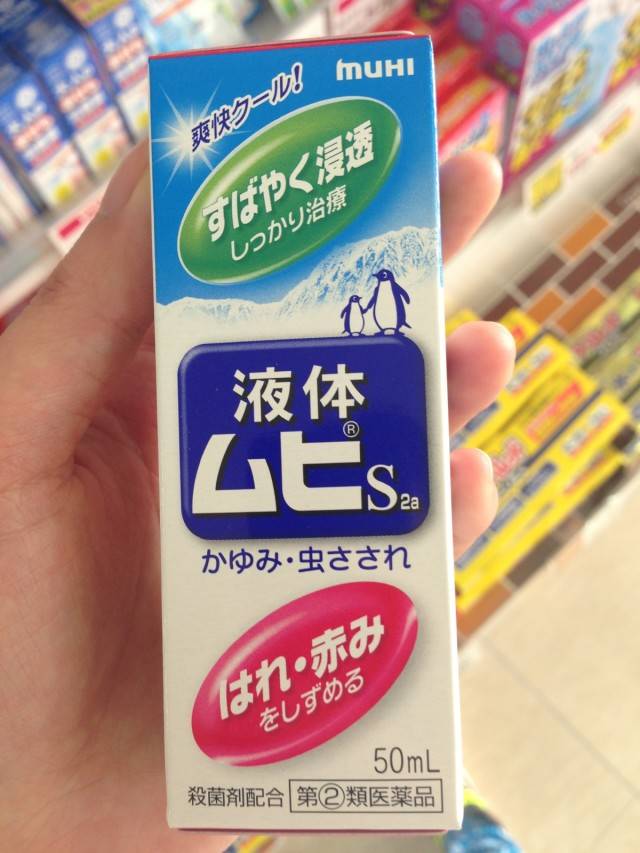 MUHI
爽快クール!
すばやく浸透
しっかり治療
液体
ムヒ®S2a
かゆみ・虫さされ
はれ・赤み
をしずめる
50mL
殺菌剤配合 第②類医薬品